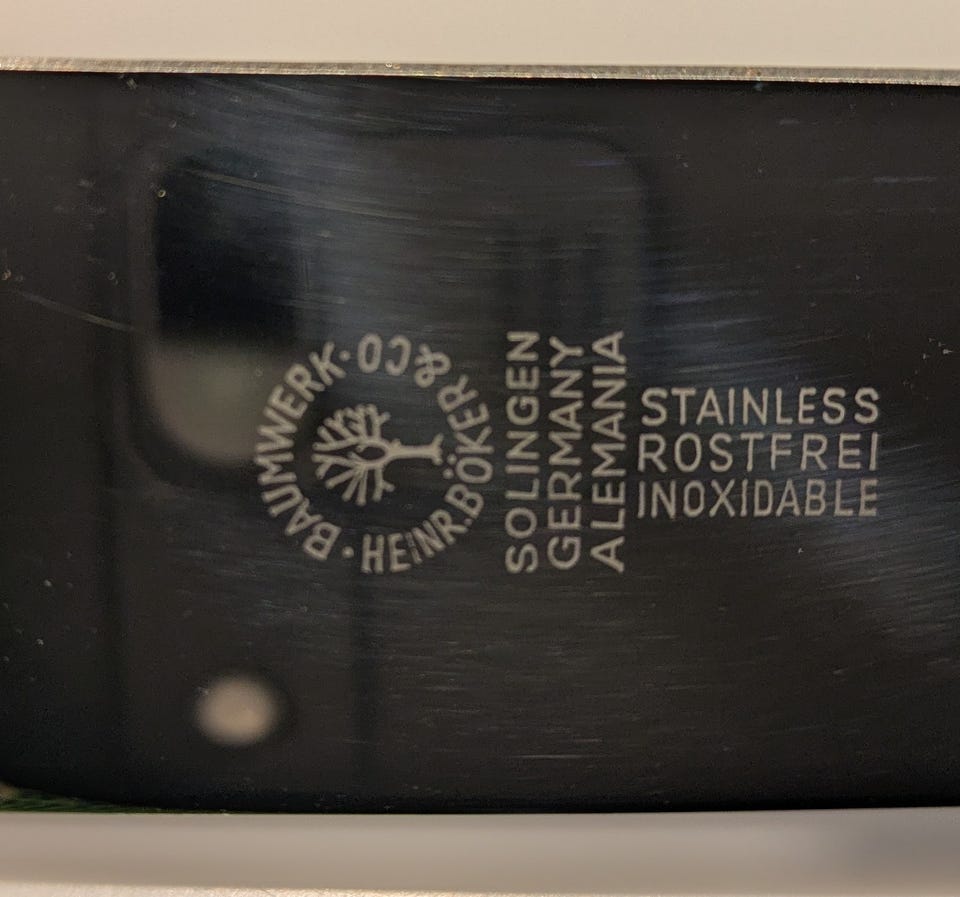 BAUMWERK · HEINR. BÖKER & CO ·
SOLINGEN
GERMANY
ALEMANIA
STAINLESS
ROSTFREI
INOXIDABLE